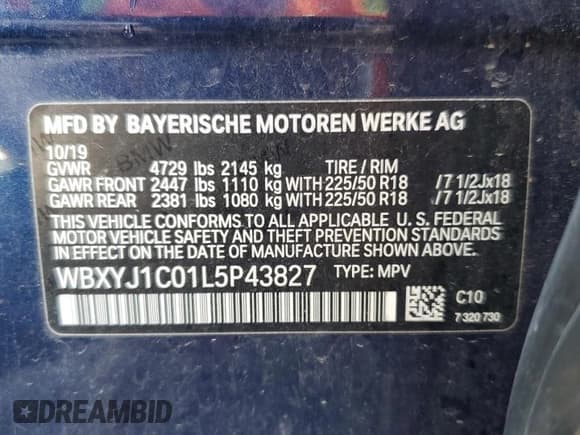 MFD BY BAYERISCHE MOTOREN WERKE AG
10/19
GVWR 4729 lbs 2145 kg TIRE / RIM
GAWR FRONT 2447 lbs 1110 kg WITH 225/50 R18 /7 1/2Jx18
GAWR REAR 2381 lbs 1080 kg WITH 225/50 R18 /7 1/2Jx18
THIS VEHICLE CONFORMS TO ALL APPLICABLE U.S. FEDERAL
MOTOR VEHICLE SAFETY AND THEFT PREVENTION STANDARDS
IN EFFECT ON THE DATE OF MANUFACTURE SHOWN ABOVE.
WBXYJ1C01L5P43827 TYPE: MPV
C10
7 320 730
DREAMBID